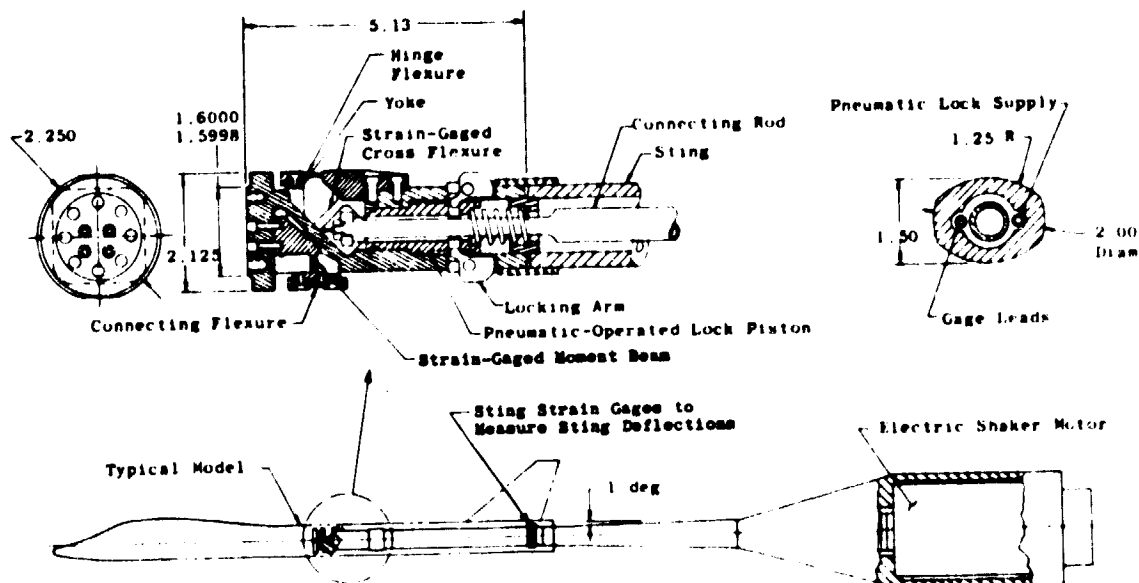 5.13
Hinge
Flexure
Yoke
1.6000
1.5998
Strain-Gaged
Cross Flexure
2.250
Connecting Rod
Sting
Pneumatic Lock Supply
1.25 R
2.125
1.50
2.00
Diam
Locking Arm
Gage Leads
Connecting Flexure
Pneumatic-Operated Lock Piston
Strain-Gaged Moment Beam
Sting Strain Gages to
Measure Sting Deflections
Electric Shaker Motor
Typical Model
1 deg